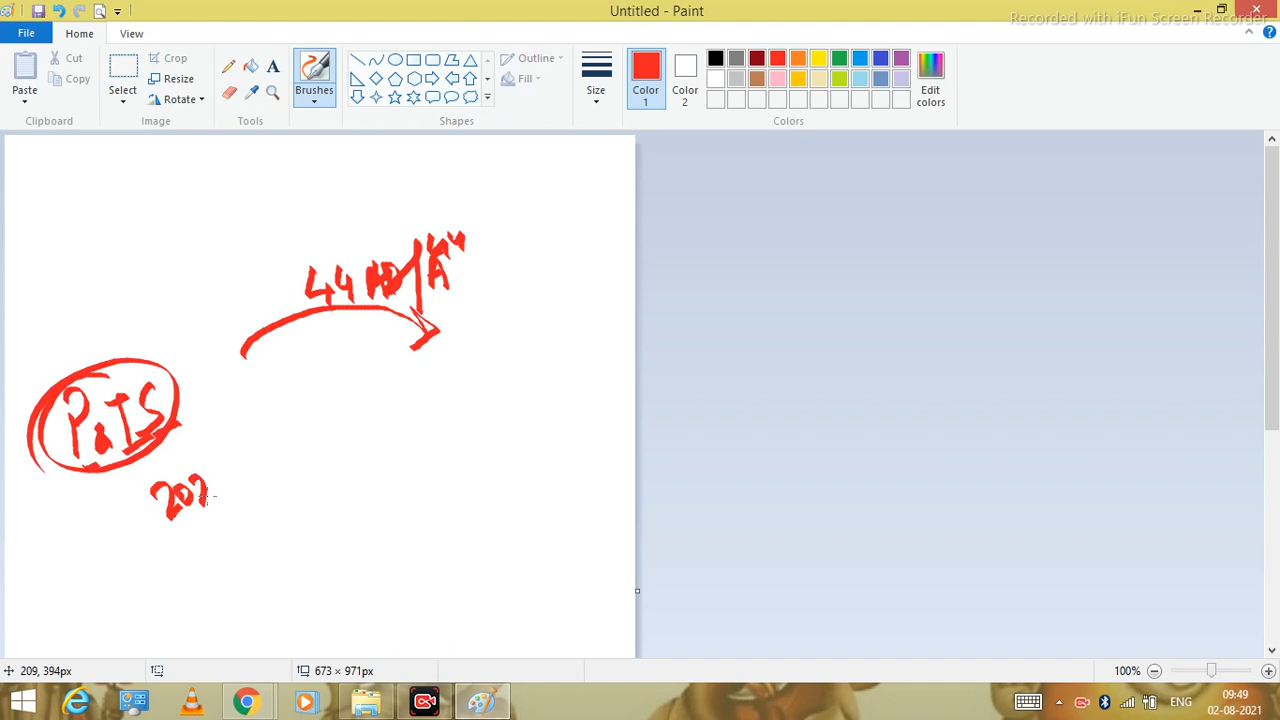 Untitled - Paint
Recorded with iFun Screen Recorder
File Home View
Paste
Cut
Copy
Clipboard
Select
Crop
Resize
Rotate
Image
A
Tools
Brushes
Shapes
Outline
Fill
Size
Color 1
Color 2
Edit colors
Colors
44
P&TS
20
209, 394px
673 × 971px
100%
ENG
09:49
02-08-2021